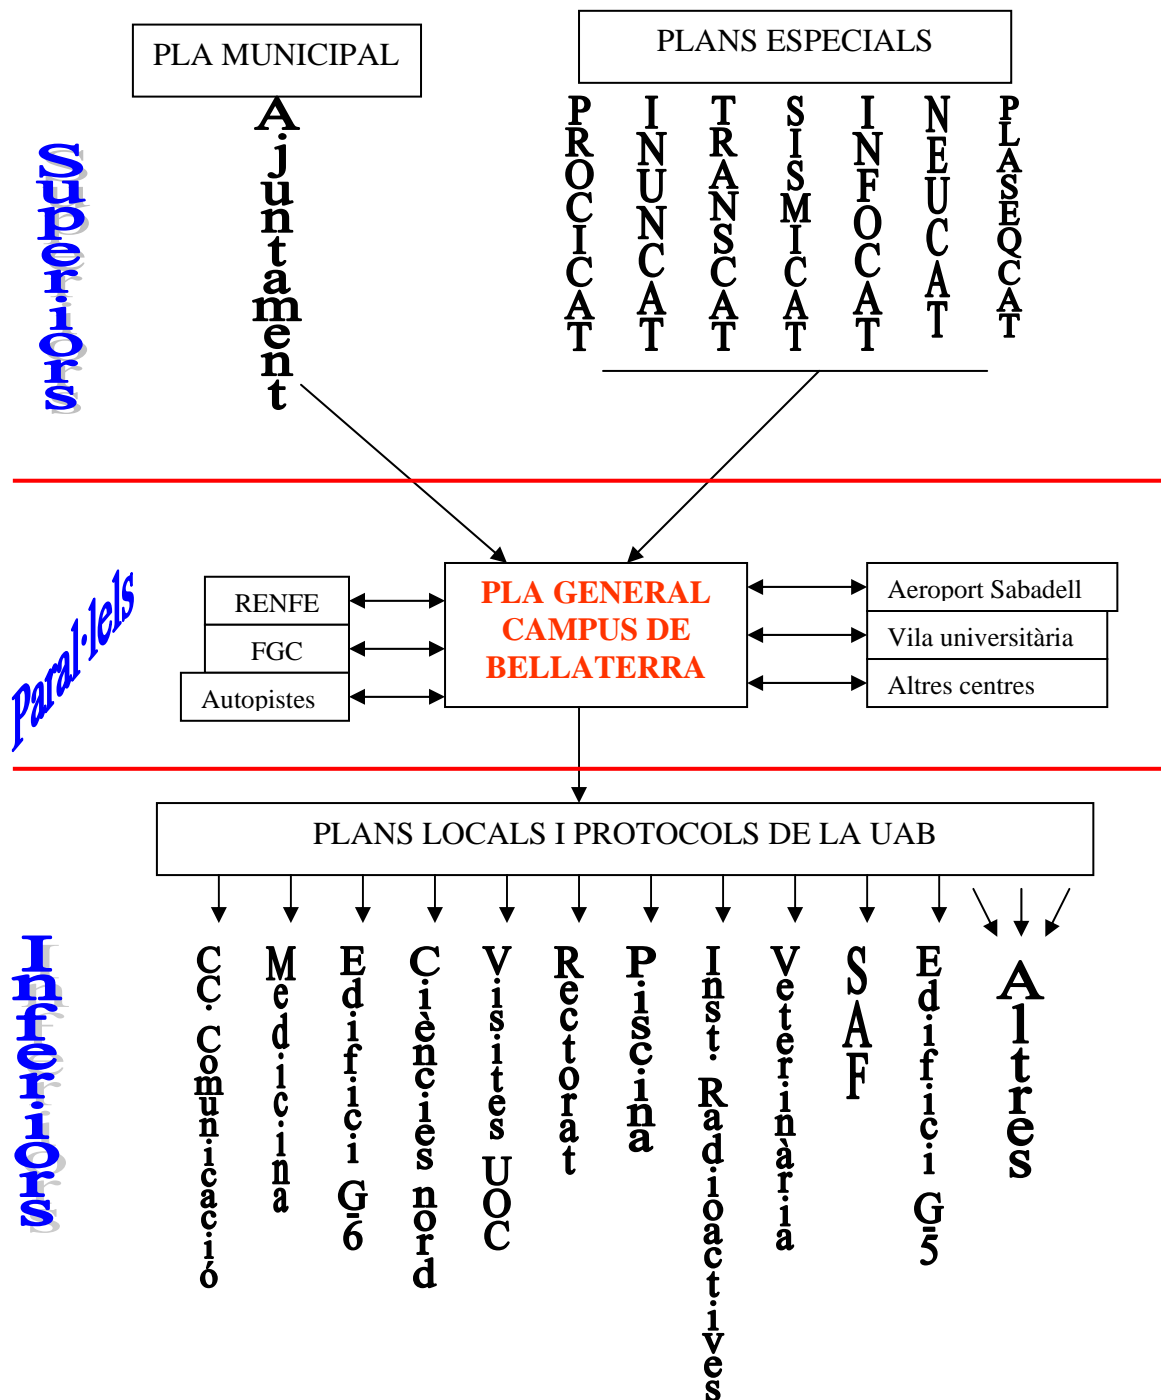 PLA MUNICIPAL
PLANS ESPECIALS
Superiors
Ajuntament
PROCICAT
INUNCAT
TRANSCAT
SISMICAT
INFOCAT
NEUCAT
PLASEQCAT
Paral·lels
RENFE
FGC
Autopistes
PLA GENERAL
CAMPUS DE
BELLATERRA
Aeroport Sabadell
Vila universitària
Altres centres
PLANS LOCALS I PROTOCOLS DE LA UAB
Inferiors
CC. Comunicació
Medicina
Edifici G-6
Ciències nord
Visites UOC
Rectorat
Piscina
Inst. Radioactives
Veterinària
SAF
Edifici G-5
Altres